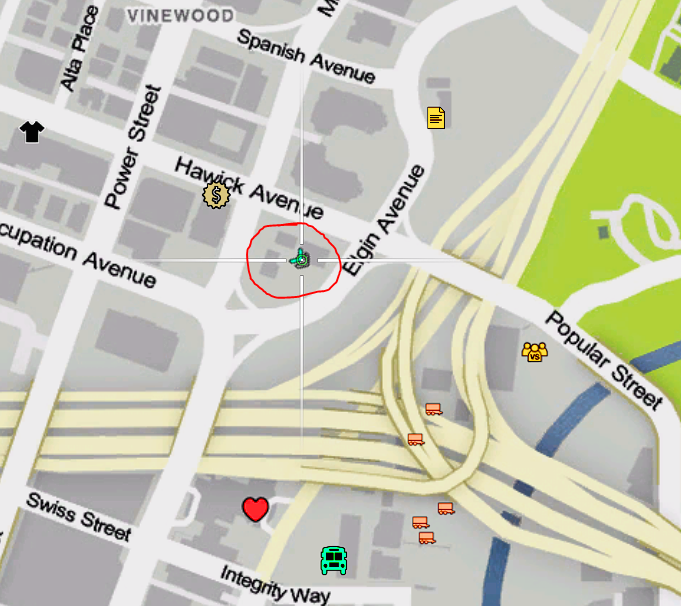 VINEWOOD
Alta Place
Spanish Avenue
Power Street
Hawick Avenue
Elgin Avenue
cupation Avenue
Popular Street
VS
$
Swiss Street
Integrity Way